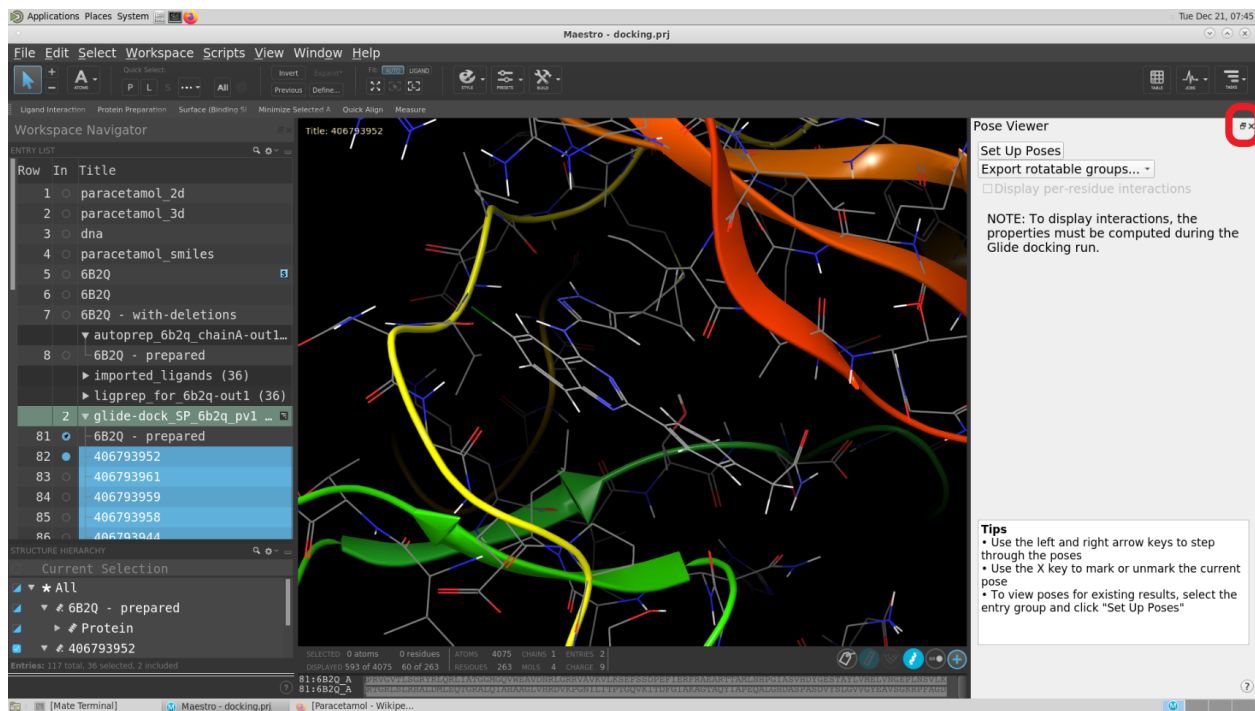 Applications Places System
Tue Dec 21, 07:45
Maestro - docking.prj
File Edit Select Workspace Scripts View Window Help
Quick Select:
Invert Expand*
Fit: AUTO LIGAND
ATOMS
P L S All
Previous Define...
STYLE PRESETS BUILD
TABLE JOBS TASKS
Ligand Interaction Protein Preparation Surface (Binding Si Minimize Selected A Quick Align Measure
Workspace Navigator
ENTRY LIST
Row In Title
1 paracetamol_2d
2 paracetamol_3d
3 dna
4 paracetamol_smiles
5 6B2Q S
6 6B2Q
7 6B2Q - with-deletions
autoprep_6b2q_chainA-out1…
8 6B2Q - prepared
imported_ligands (36)
ligprep_for_6b2q-out1 (36)
2 glide-dock_SP_6b2q_pv1 …
81 6B2Q - prepared
82 406793952
83 406793961
84 406793959
85 406793958
86 406793944
STRUCTURE HIERARCHY
Current Selection
All
6B2Q - prepared
Protein
406793952
Entries: 117 total, 36 selected, 2 included
Title: 406793952
SELECTED 0 atoms 0 residues ATOMS 4075 CHAINS 1 ENTRIES 2
DISPLAYED 593 of 4075 60 of 263 RESIDUES 263 MOLS 4 CHARGE 9
81:6B2Q_A
81:6B2Q_A
Pose Viewer
Set Up Poses
Export rotatable groups...
Display per-residue interactions
NOTE: To display interactions, the
properties must be computed during the
Glide docking run.
Tips
• Use the left and right arrow keys to step
through the poses
• Use the X key to mark or unmark the current
pose
• To view poses for existing results, select the
entry group and click "Set Up Poses"
[Mate Terminal] Maestro - docking.prj [Paracetamol - Wikipe...